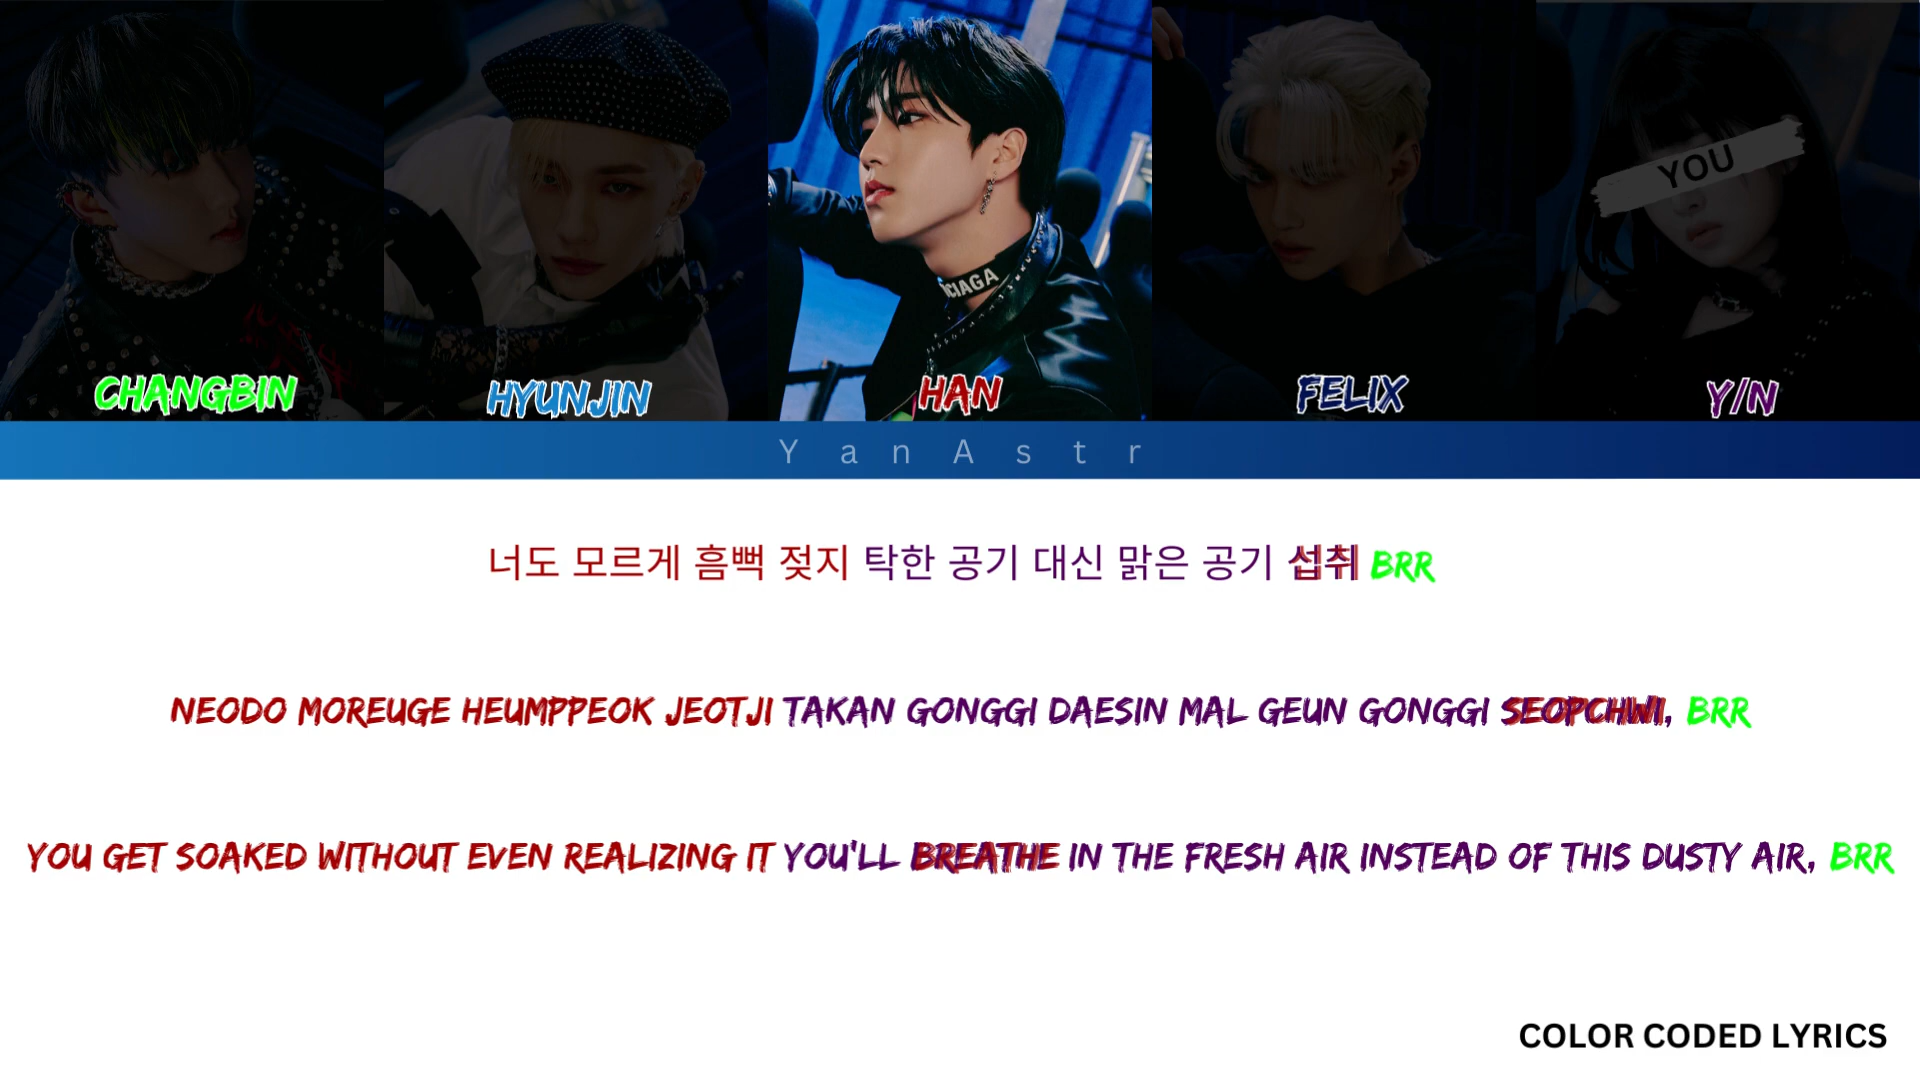 YOU
CIAGA
CHANGBIN
HYUNJIN
HAN
FELIX
Y/N
YanAstr
너도 모르게 흠뻑 젖지 탁한 공기 대신 맑은 공기 섭취 BRR
NEODO MOREUGE HEUMPPEOK JEOTJI TAKAN GONGGI DAESIN MAL GEUN GONGGI SEOPCHWI, BRR
YOU GET SOAKED WITHOUT EVEN REALIZING IT YOU'LL BREATHE IN THE FRESH AIR INSTEAD OF THIS DUSTY AIR, BRR
COLOR CODED LYRICS